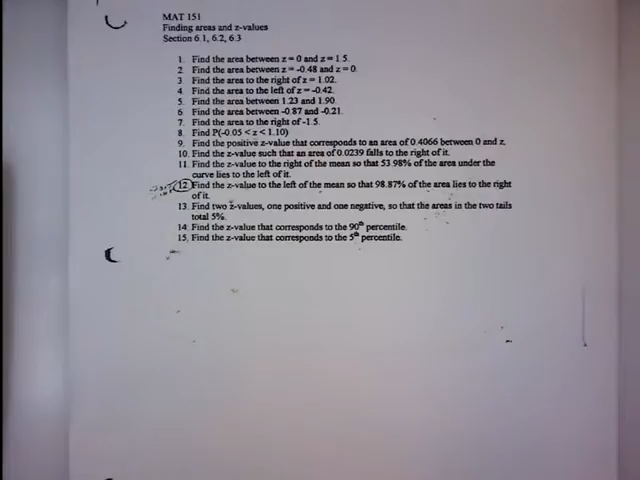 MAT 151
Finding areas and z-values
Section 6.1, 6.2, 6.3
1. Find the area between z = 0 and z = 1.5.
2. Find the area between z = -0.48 and z = 0.
3. Find the area to the right of z = 1.02.
4. Find the area to the left of z = -0.42.
5. Find the area between 1.23 and 1.90.
6. Find the area between -0.87 and -0.21.
7. Find the area to the right of -1.5.
8. Find P(-0.05 < z < 1.10)
9. Find the positive z-value that corresponds to an area of 0.4066 between 0 and z.
10. Find the z-value such that an area of 0.0239 falls to the right of it.
11. Find the z-value to the right of the mean so that 53.98% of the area under the
curve lies to the left of it.
12. Find the z-value to the left of the mean so that 98.87% of the area lies to the right
of it.
13. Find two z-values, one positive and one negative, so that the areas in the two tails
total 5%.
14. Find the z-value that corresponds to the 90th percentile.
15. Find the z-value that corresponds to the 5th percentile.